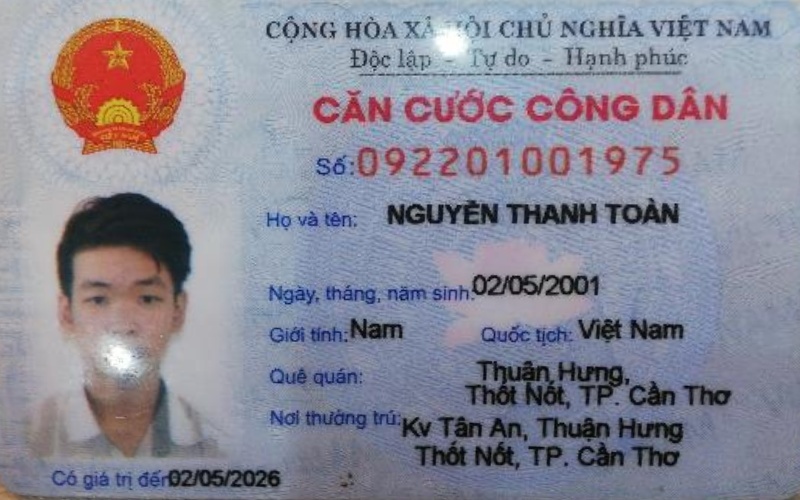 CỘNG HÒA XÃ HỘI CHỦ NGHĨA VIỆT NAM
Độc lập - Tự do - Hạnh phúc
CĂN CƯỚC CÔNG DÂN
Số: 092201001975
Họ và tên: NGUYỄN THANH TOÀN
Ngày, tháng, năm sinh: 02/05/2001
Giới tính: Nam Quốc tịch: Việt Nam
Quê quán: Thuận Hưng,
Thốt Nốt, TP. Cần Thơ
Nơi thường trú: Kv Tân An, Thuận Hưng
Thốt Nốt, TP. Cần Thơ
Có giá trị đến 02/05/2026